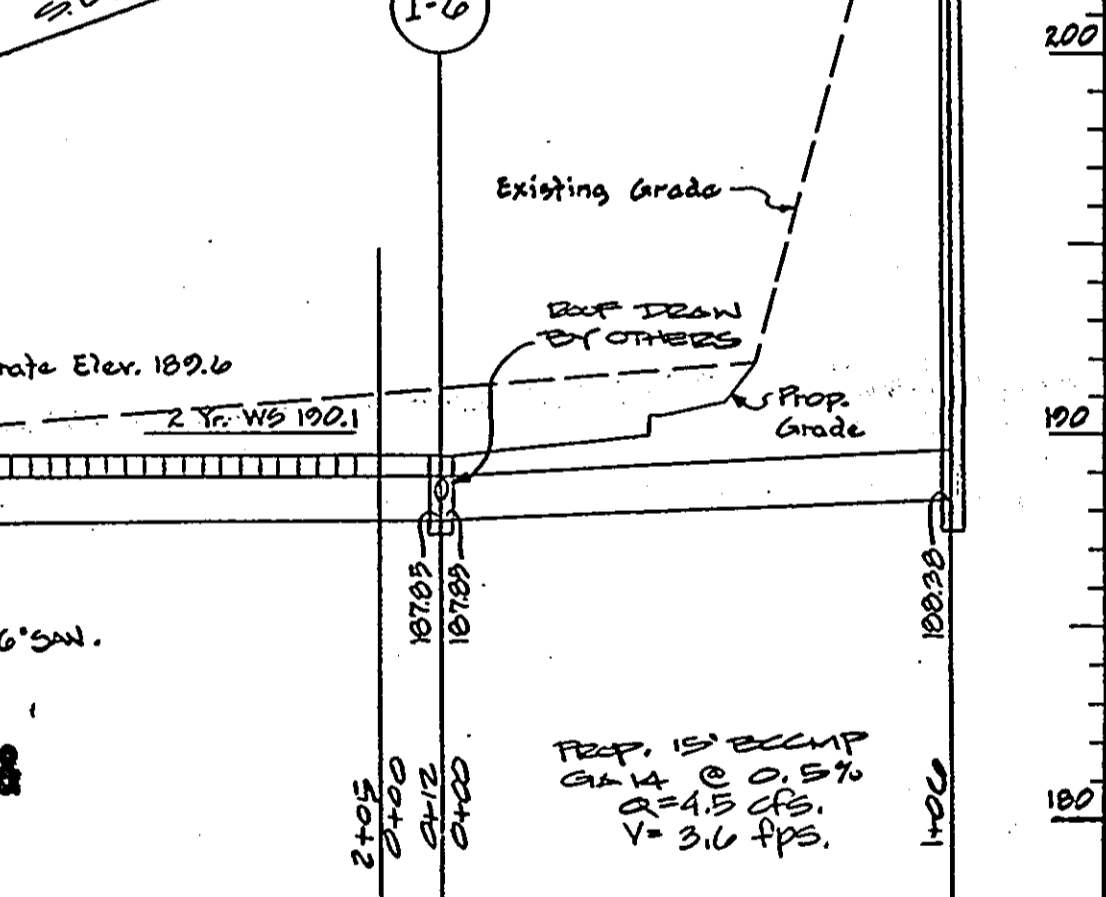 I-6
200
Existing Grade
ROOF DRAIN
BY OTHERS
rate Elev. 189.6
2 Yr. WS 190.1
Prop.
Grade
190
187.85
187.85
188.38
6" SAN.
PROP. 15" BCCMP
GA 14 @ 0.5%
Q=4.5 cfs.
V= 3.6 fps.
180
2+05
0+00
0+12
0+00
1+00